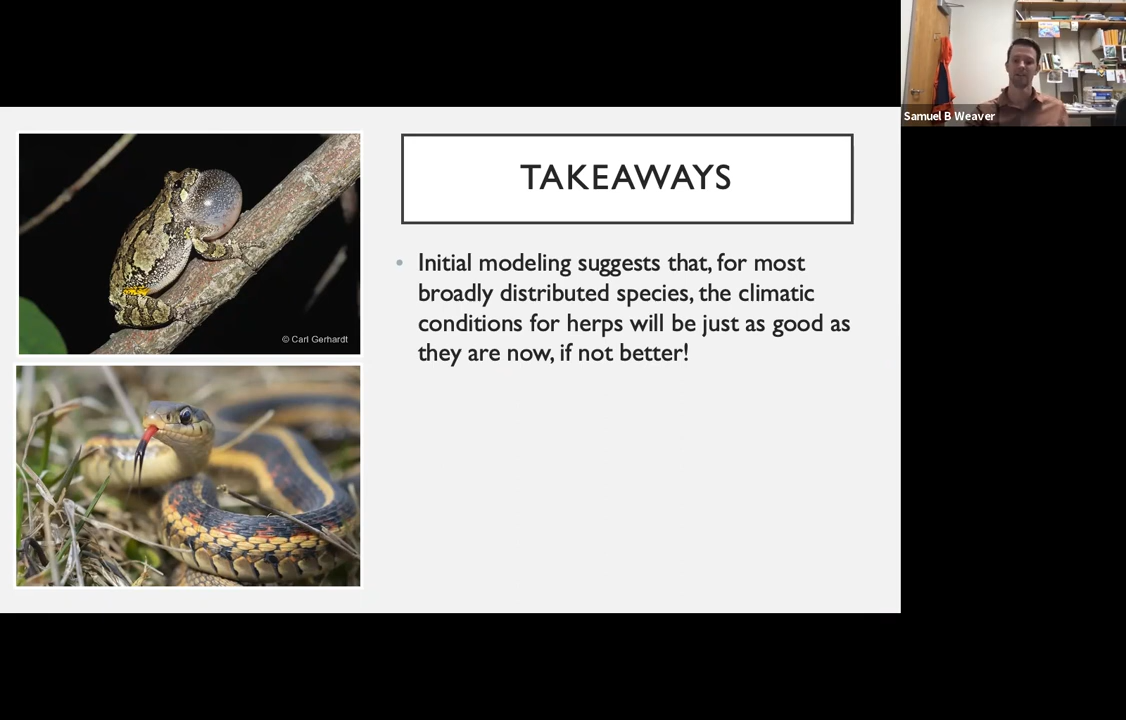 Samuel B Weaver
TAKEAWAYS
• Initial modeling suggests that, for most
broadly distributed species, the climatic
conditions for herps will be just as good as
they are now, if not better!
© Carl Gerhardt